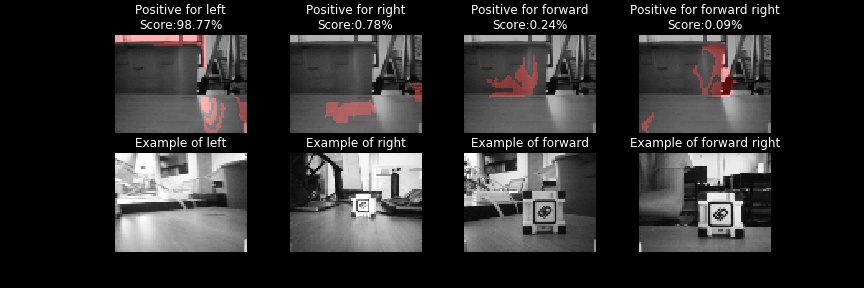 Positive for left
Score:98.77%
Positive for right
Score:0.78%
Positive for forward
Score:0.24%
Positive for forward right
Score:0.09%
Example of left
Example of right
Example of forward
Example of forward right